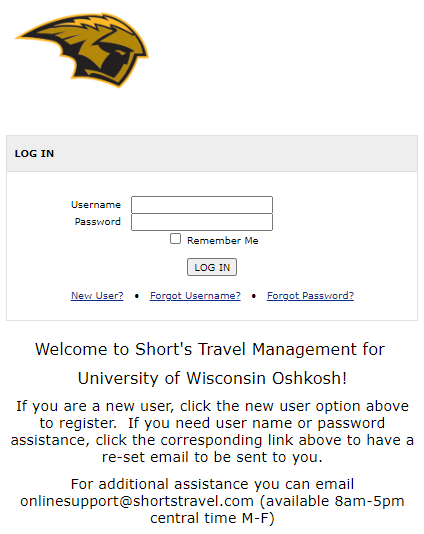 LOG IN
Username
Password
Remember Me
LOG IN
New User? • Forgot Username? • Forgot Password?
Welcome to Short's Travel Management for
University of Wisconsin Oshkosh!
If you are a new user, click the new user option above
to register.  If you need user name or password
assistance, click the corresponding link above to have a
re-set email to be sent to you.
For additional assistance you can email
onlinesupport@shortstravel.com (available 8am-5pm
central time M-F)